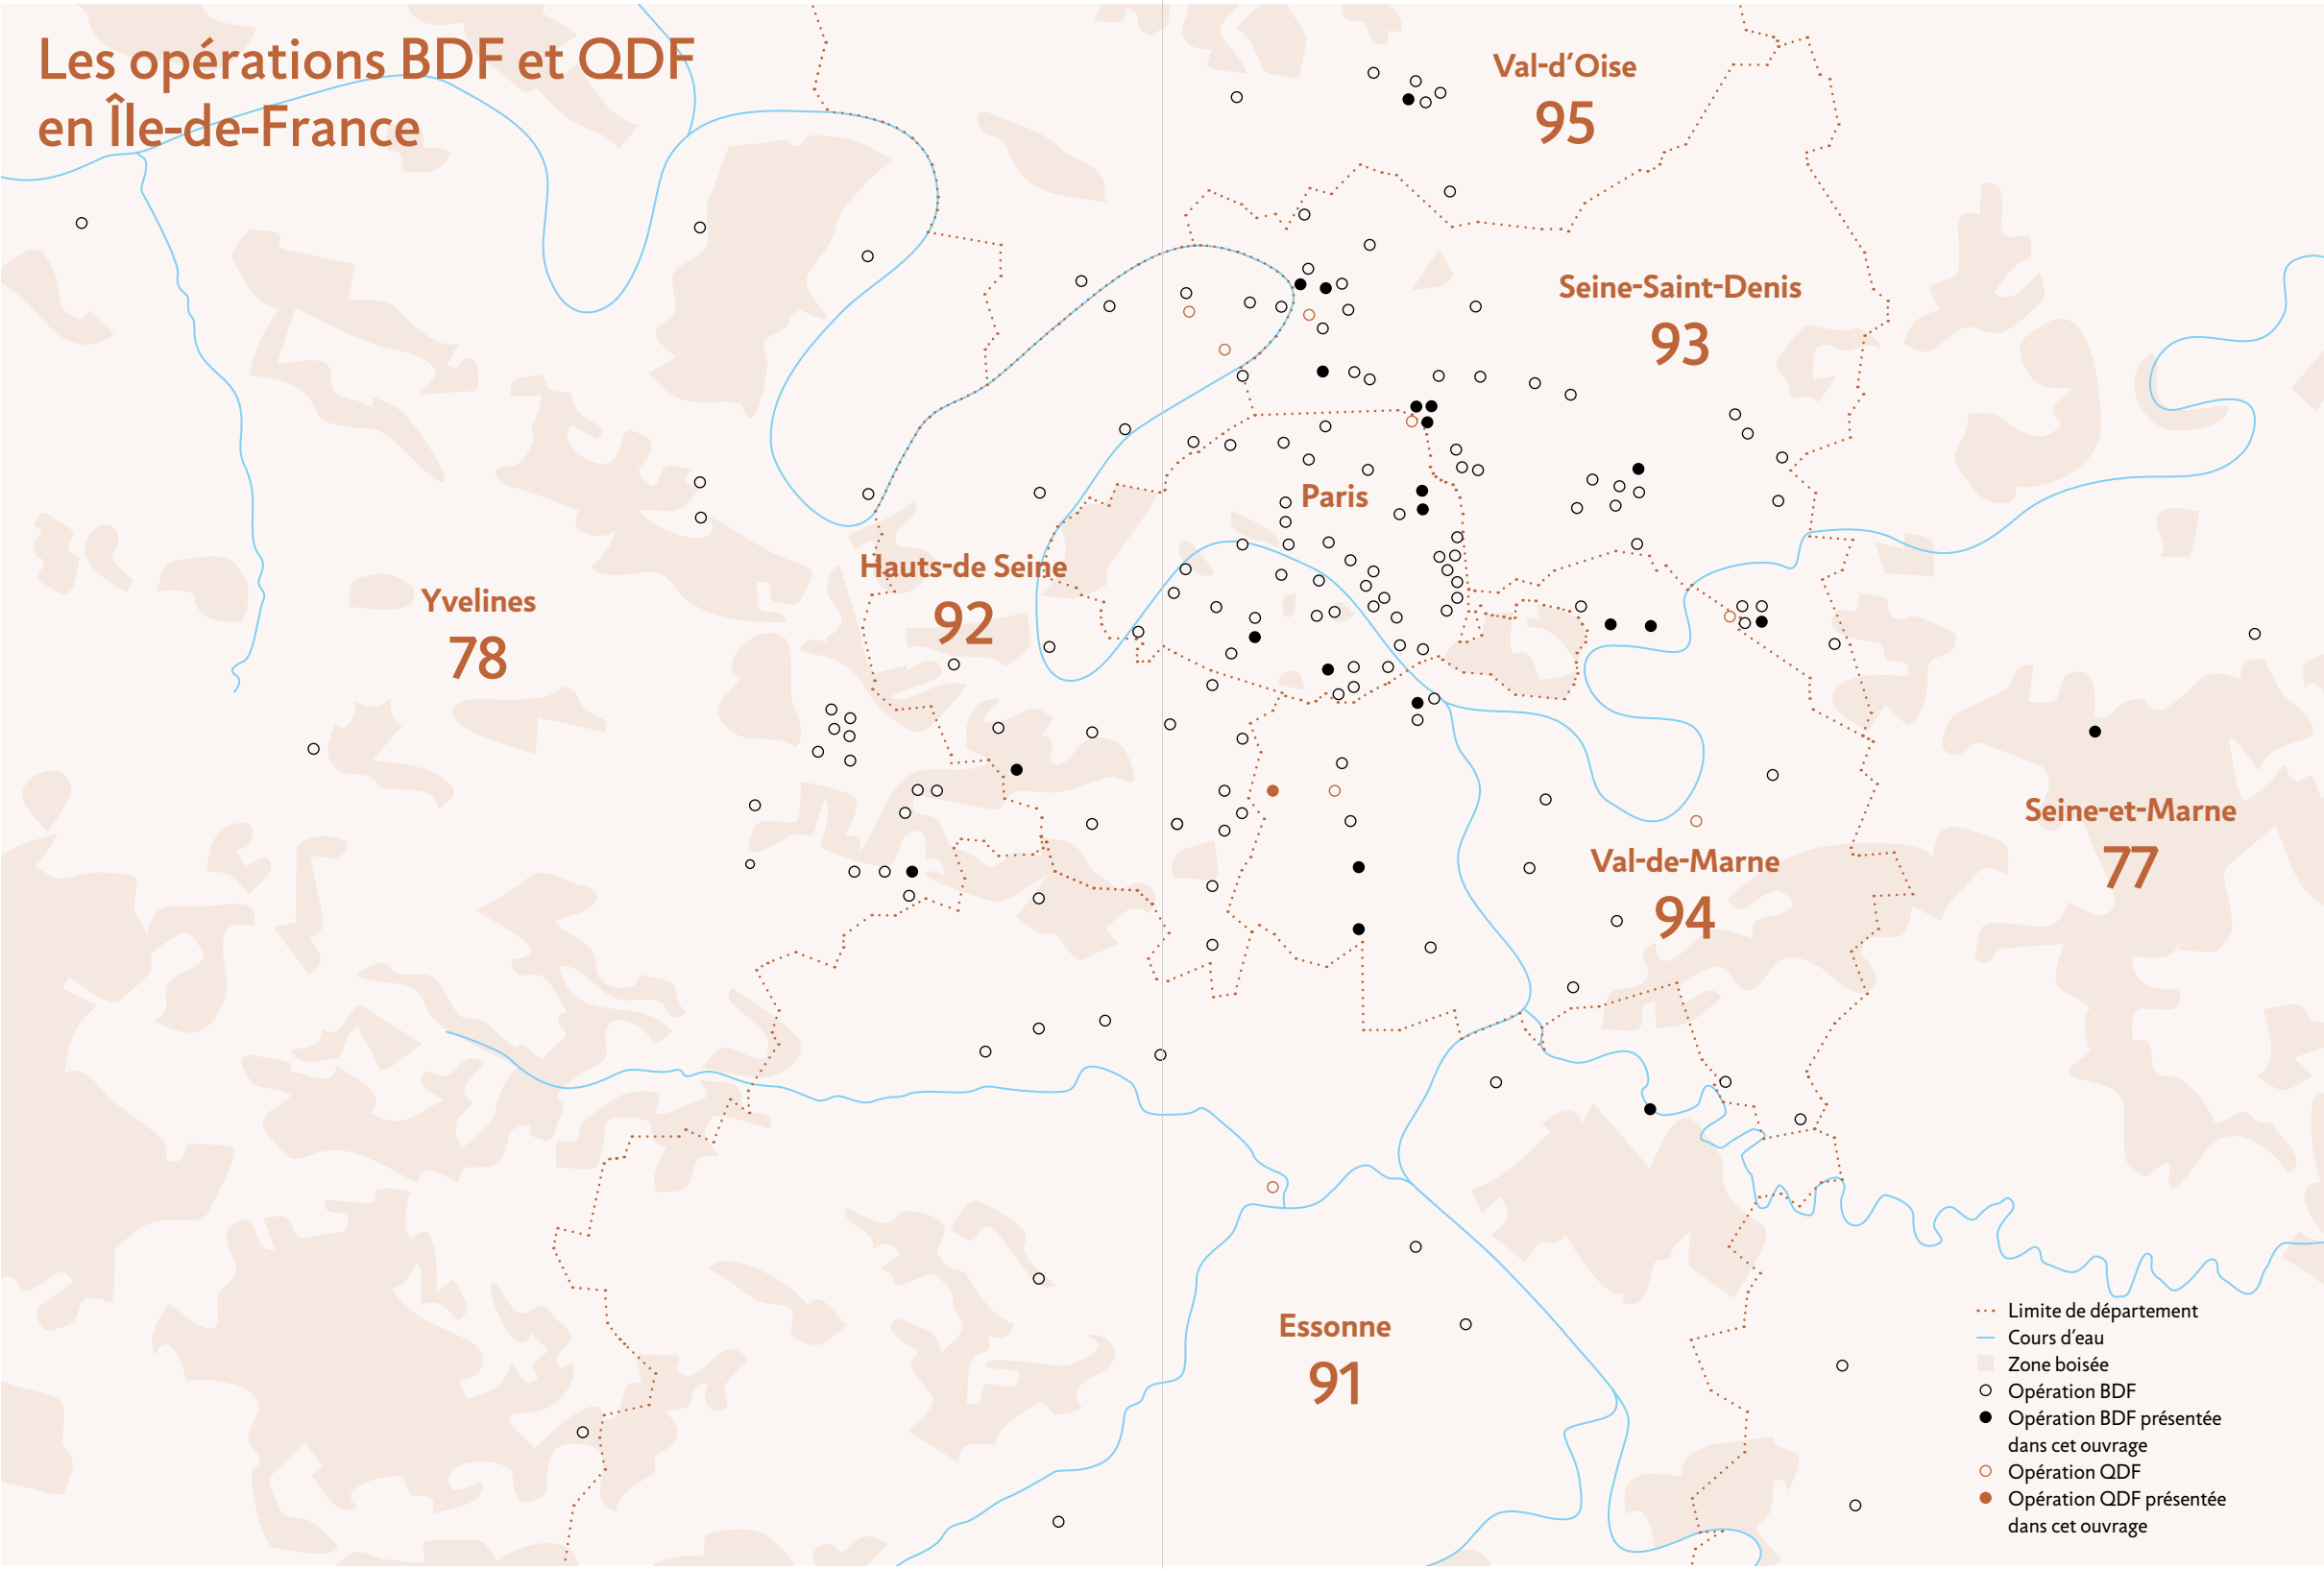 Les opérations BDF et QDF
en Île-de-France
Val-d’Oise
95
Seine-Saint-Denis
93
Paris
Hauts-de Seine
92
Yvelines
78
Seine-et-Marne
77
Val-de-Marne
94
Essonne
91
Limite de département
Cours d’eau
Zone boisée
Opération BDF
Opération BDF présentée
dans cet ouvrage
Opération QDF
Opération QDF présentée
dans cet ouvrage